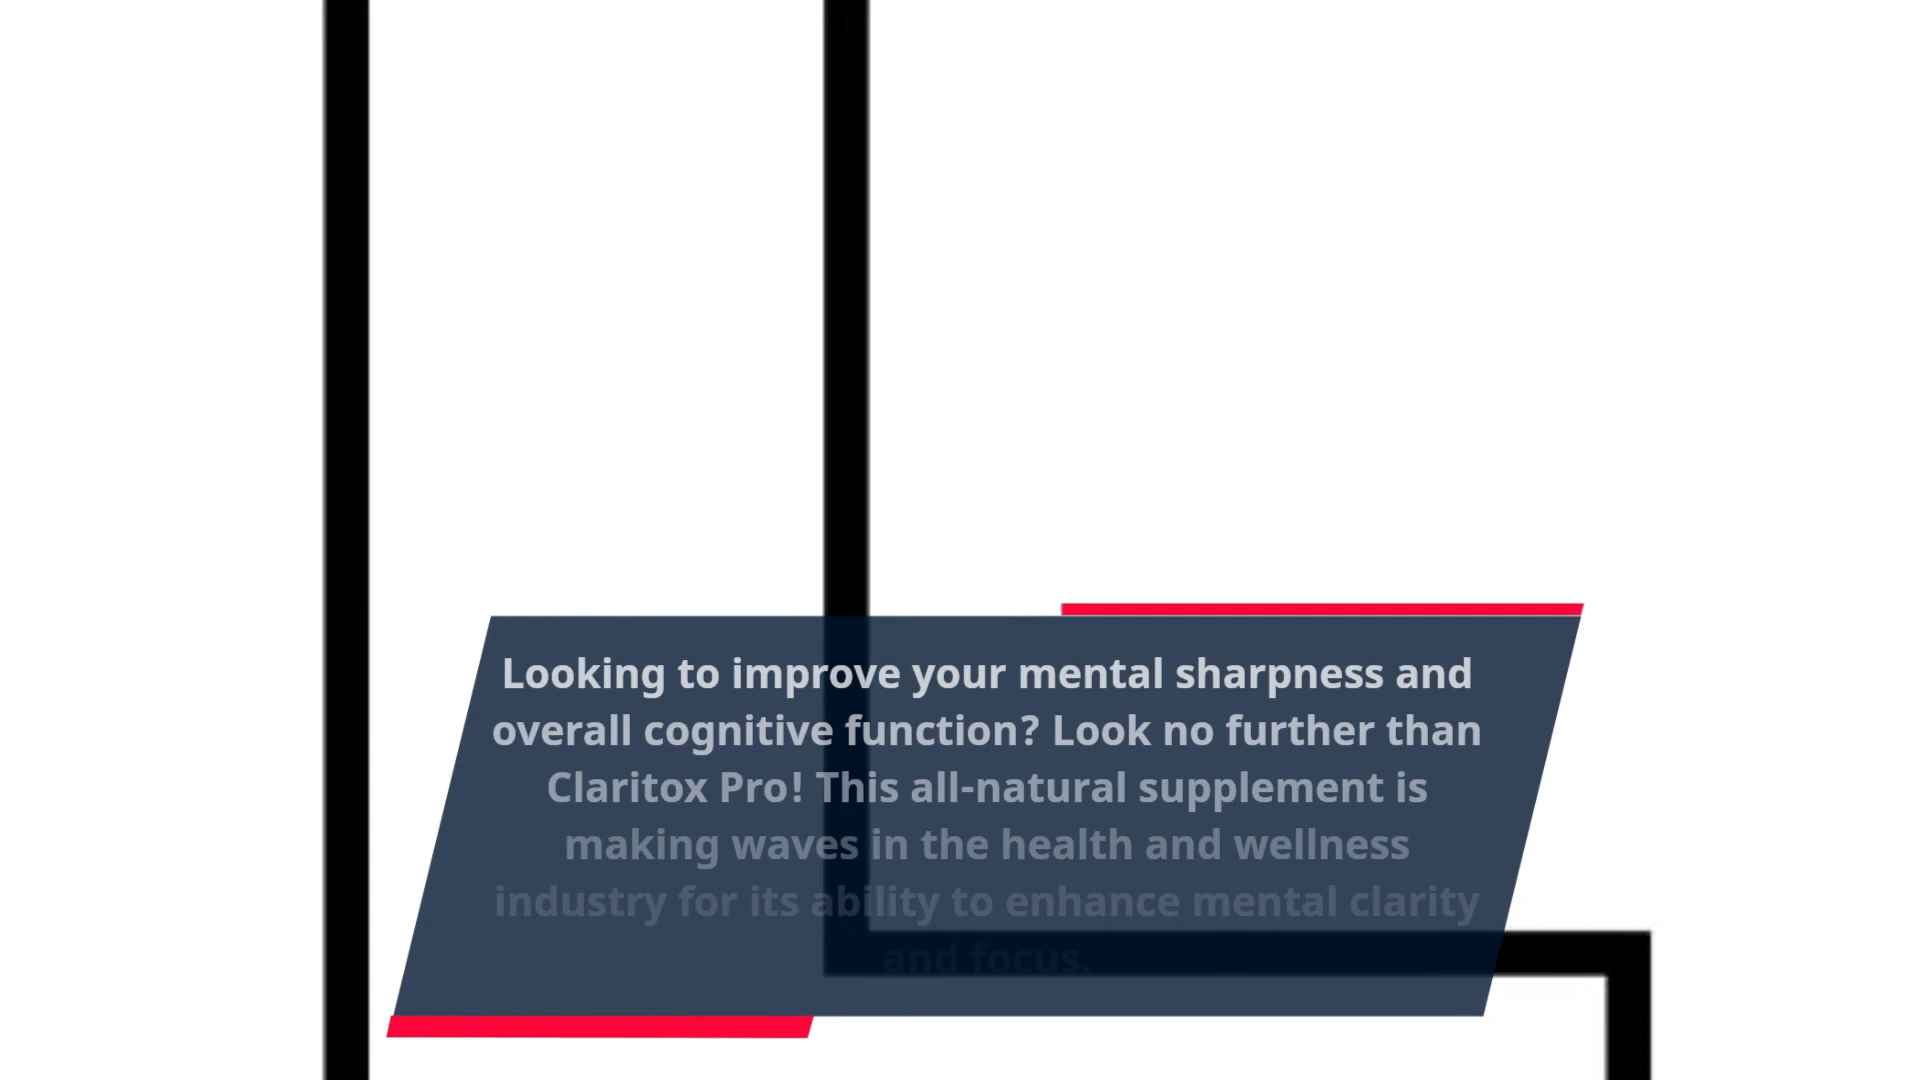 Looking to improve your mental sharpness and
overall cognitive function? Look no further than
Claritox Pro! This all-natural supplement is
making waves in the health and wellness
industry for its ability to enhance mental clarity
and focus.